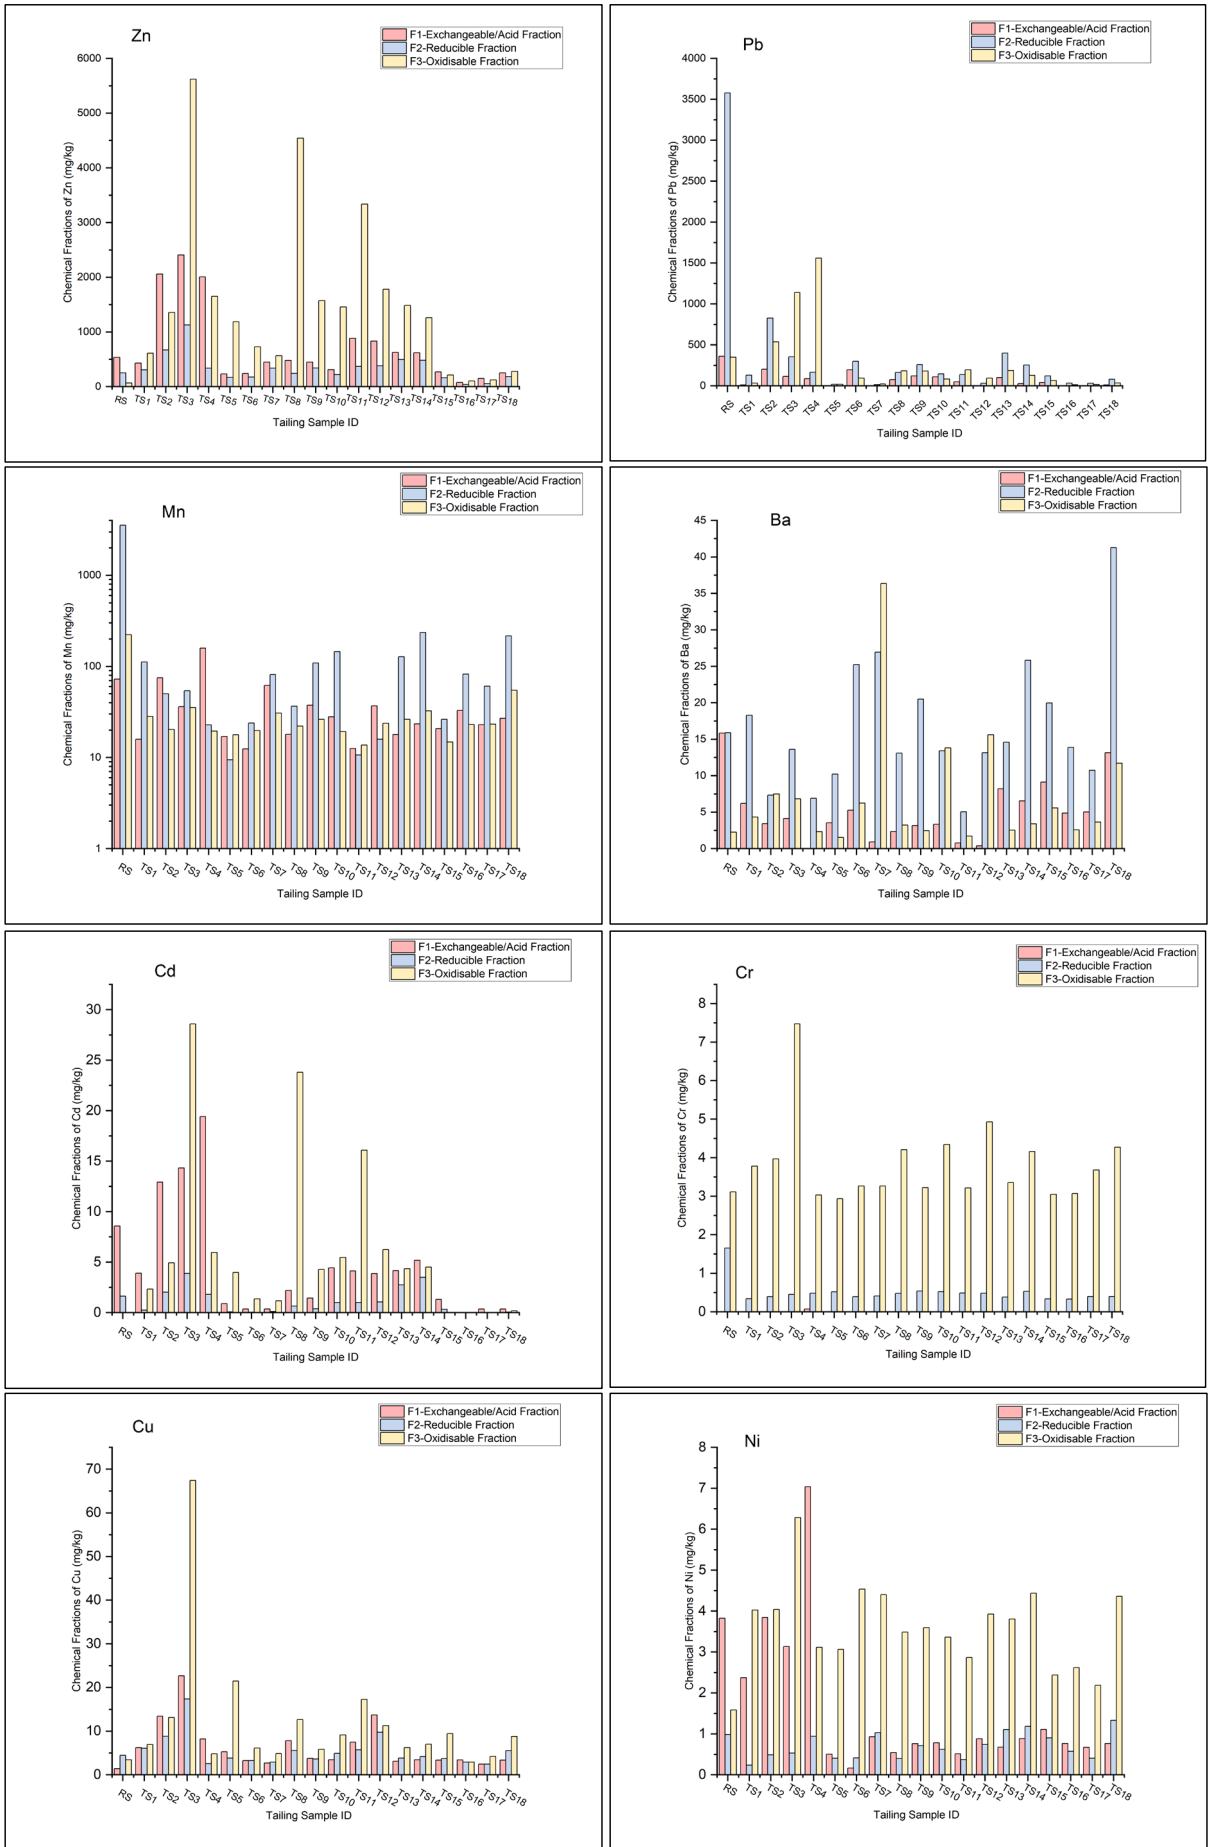 Zn
F1-Exchangeable/Acid Fraction
F2-Reducible Fraction
F3-Oxidisable Fraction
Chemical Fractions of Zn (mg/kg)
6000
5000
4000
3000
2000
1000
0
RS TS1 TS2 TS3 TS4 TS5 TS6 TS7 TS8 TS9 TS10 TS11 TS12 TS13 TS14 TS15 TS16 TS17 TS18
Tailing Sample ID
Pb
F1-Exchangeable/Acid Fraction
F2-Reducible Fraction
F3-Oxidisable Fraction
Chemical Fractions of Pb (mg/kg)
4000
3500
3000
2500
2000
1500
1000
500
0
RS TS1 TS2 TS3 TS4 TS5 TS6 TS7 TS8 TS9 TS10 TS11 TS12 TS13 TS14 TS15 TS16 TS17 TS18
Tailing Sample ID
Mn
F1-Exchangeable/Acid Fraction
F2-Reducible Fraction
F3-Oxidisable Fraction
Chemical Fractions of Mn (mg/kg)
1000
100
10
1
RS TS1 TS2 TS3 TS4 TS5 TS6 TS7 TS8 TS9 TS10 TS11 TS12 TS13 TS14 TS15 TS16 TS17 TS18
Tailing Sample ID
Ba
F1-Exchangeable/Acid Fraction
F2-Reducible Fraction
F3-Oxidisable Fraction
Chemical Fractions of Ba (mg/kg)
45
40
35
30
25
20
15
10
5
0
RS TS1 TS2 TS3 TS4 TS5 TS6 TS7 TS8 TS9 TS10 TS11 TS12 TS13 TS14 TS15 TS16 TS17 TS18
Tailing Sample ID
Cd
F1-Exchangeable/Acid Fraction
F2-Reducible Fraction
F3-Oxidisable Fraction
Chemical Fractions of Cd (mg/kg)
30
25
20
15
10
5
0
RS TS1 TS2 TS3 TS4 TS5 TS6 TS7 TS8 TS9 TS10 TS11 TS12 TS13 TS14 TS15 TS16 TS17 TS18
Tailing Sample ID
Cr
F1-Exchangeable/Acid Fraction
F2-Reducible Fraction
F3-Oxidisable Fraction
Chemical Fractions of Cr (mg/kg)
8
7
6
5
4
3
2
1
0
RS TS1 TS2 TS3 TS4 TS5 TS6 TS7 TS8 TS9 TS10 TS11 TS12 TS13 TS14 TS15 TS16 TS17 TS18
Tailing Sample ID
Cu
F1-Exchangeable/Acid Fraction
F2-Reducible Fraction
F3-Oxidisable Fraction
Chemical Fractions of Cu (mg/kg)
70
60
50
40
30
20
10
0
RS TS1 TS2 TS3 TS4 TS5 TS6 TS7 TS8 TS9 TS10 TS11 TS12 TS13 TS14 TS15 TS16 TS17 TS18
Tailing Sample ID
Ni
F1-Exchangeable/Acid Fraction
F2-Reducible Fraction
F3-Oxidisable Fraction
Chemical Fractions of Ni (mg/kg)
8
7
6
5
4
3
2
1
0
RS TS1 TS2 TS3 TS4 TS5 TS6 TS7 TS8 TS9 TS10 TS11 TS12 TS13 TS14 TS15 TS16 TS17 TS18
Tailing Sample ID